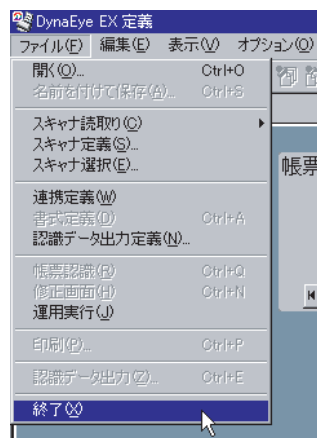 DynaEye EX 定義
ファイル(F) 編集(E) 表示(V) オプション(O)
開く(O)... Ctrl+O
名前を付けて保存(A)... Ctrl+S
スキャナ読取り(C)
スキャナ定義(S)...
スキャナ選択(E)...
帳票
連携定義(W)
書式定義(D) Ctrl+A
認識データ出力定義(N)...
帳票認識(R) Ctrl+Q
修正画面(H) Ctrl+N
運用実行(J)
印刷(P)... Ctrl+P
認識データ出力(Z)... Ctrl+E
終了(X)